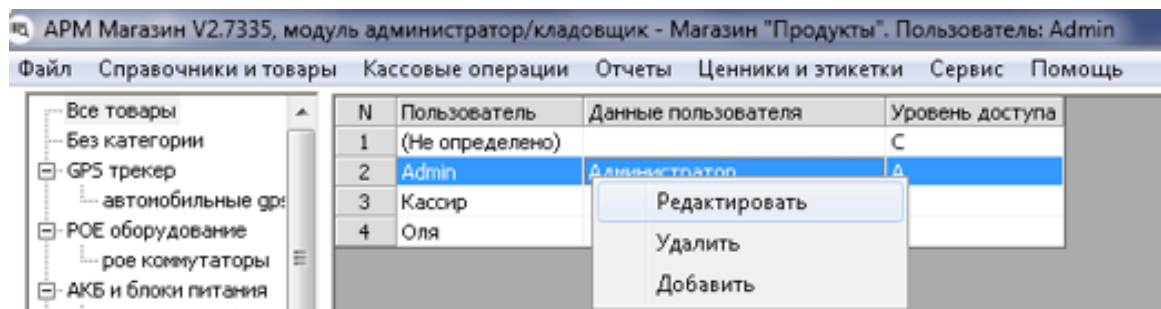 АРМ Магазин V2.7335, модуль администратор/кладовщик - Магазин "Продукты". Пользователь: Admin
Файл Справочники и товары Кассовые операции Отчеты Ценники и этикетки Сервис Помощь
Все товары
Без категории
GPS трекер
автомобильные gps
POE оборудование
poe коммутаторы
АКБ и блоки питания
N Пользователь Данные пользователя Уровень доступа
1 (Не определено) C
2 Admin Администратор A
3 Кассир
4 Оля
Редактировать
Удалить
Добавить